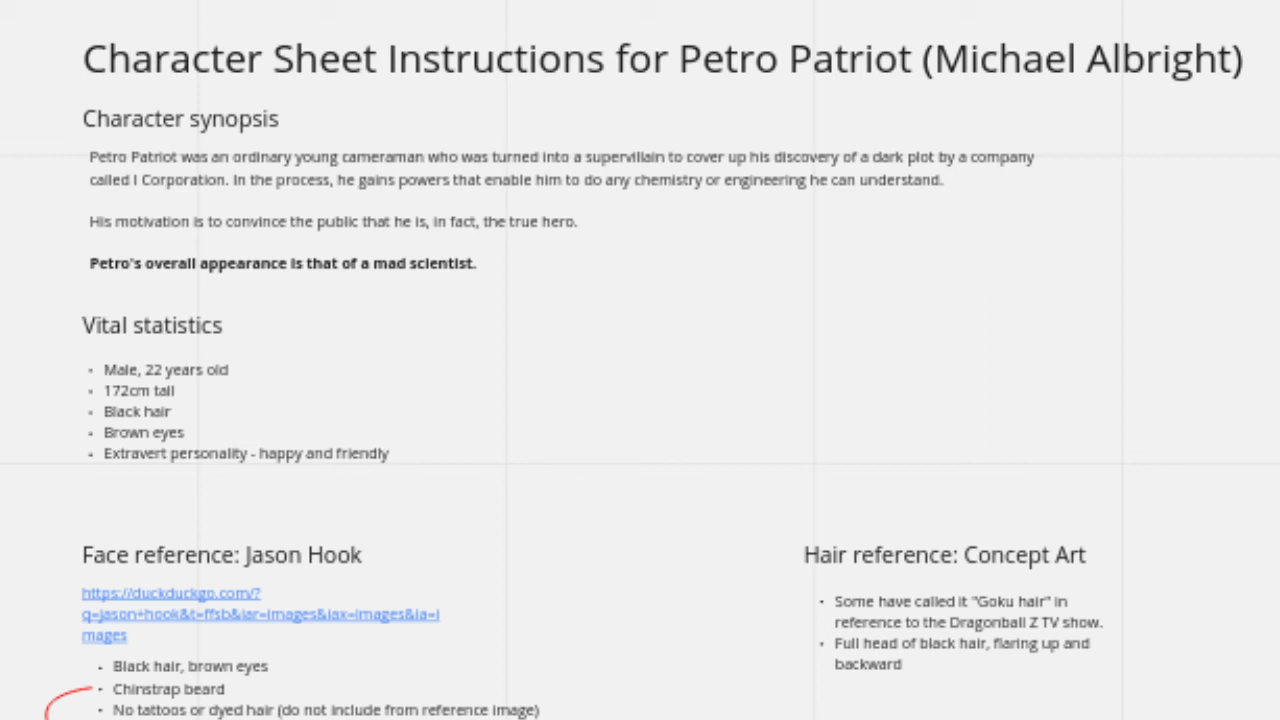 Character Sheet Instructions for Petro Patriot (Michael Albright)
Character synopsis
Petro Patriot was an ordinary young cameraman who was turned into a supervillain to cover up his discovery of a dark plot by a company
called I Corporation. In the process, he gains powers that enable him to do any chemistry or engineering he can understand.
His motivation is to convince the public that he is, in fact, the true hero.
Petro's overall appearance is that of a mad scientist.
Vital statistics
• Male, 22 years old
• 172cm tall
• Black hair
• Brown eyes
• Extravert personality - happy and friendly
Face reference: Jason Hook
https://duckduckgo.com/?
q=jason+hook&t=ffsb&iar=images&iax=images&ia=i
mages
• Black hair, brown eyes
• Chinstrap beard
• No tattoos or dyed hair (do not include from reference image)
Hair reference: Concept Art
• Some have called it "Goku hair" in
reference to the Dragonball Z TV show.
• Full head of black hair, flaring up and
backward